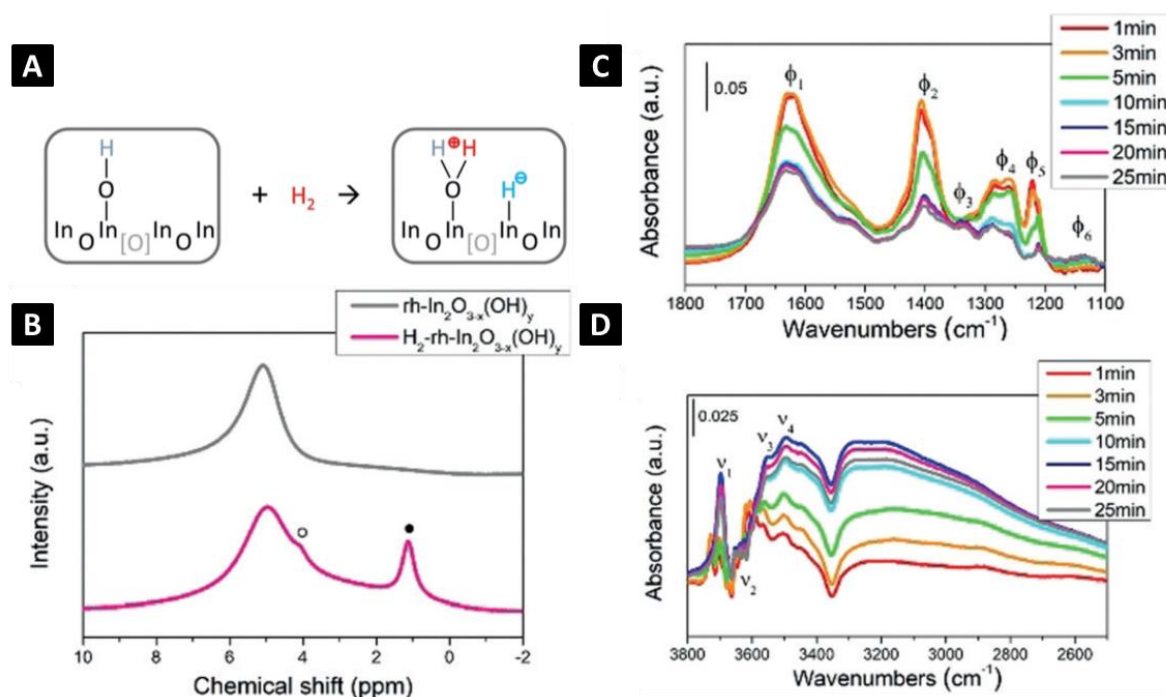 A
H
O
In O In [O] In O In
+ H₂ →
H⊕H
H⊖
O
In O In [O] In O In
B
rh-In₂O₃₋ₓ(OH)ᵧ
H₂-rh-In₂O₃₋ₓ(OH)ᵧ
Intensity (a.u.)
10 8 6 4 2 0 -2
Chemical shift (ppm)
C
Absorbance (a.u.)
0.05
ϕ₁ ϕ₂ ϕ₃ ϕ₄ ϕ₅ ϕ₆
1min
3min
5min
10min
15min
20min
25min
1800 1700 1600 1500 1400 1300 1200 1100
Wavenumbers (cm⁻¹)
D
Absorbance (a.u.)
0.025
ν₁ ν₂ ν₃ ν₄
1min
3min
5min
10min
15min
20min
25min
3800 3600 3400 3200 3000 2800 2600
Wavenumbers (cm⁻¹)